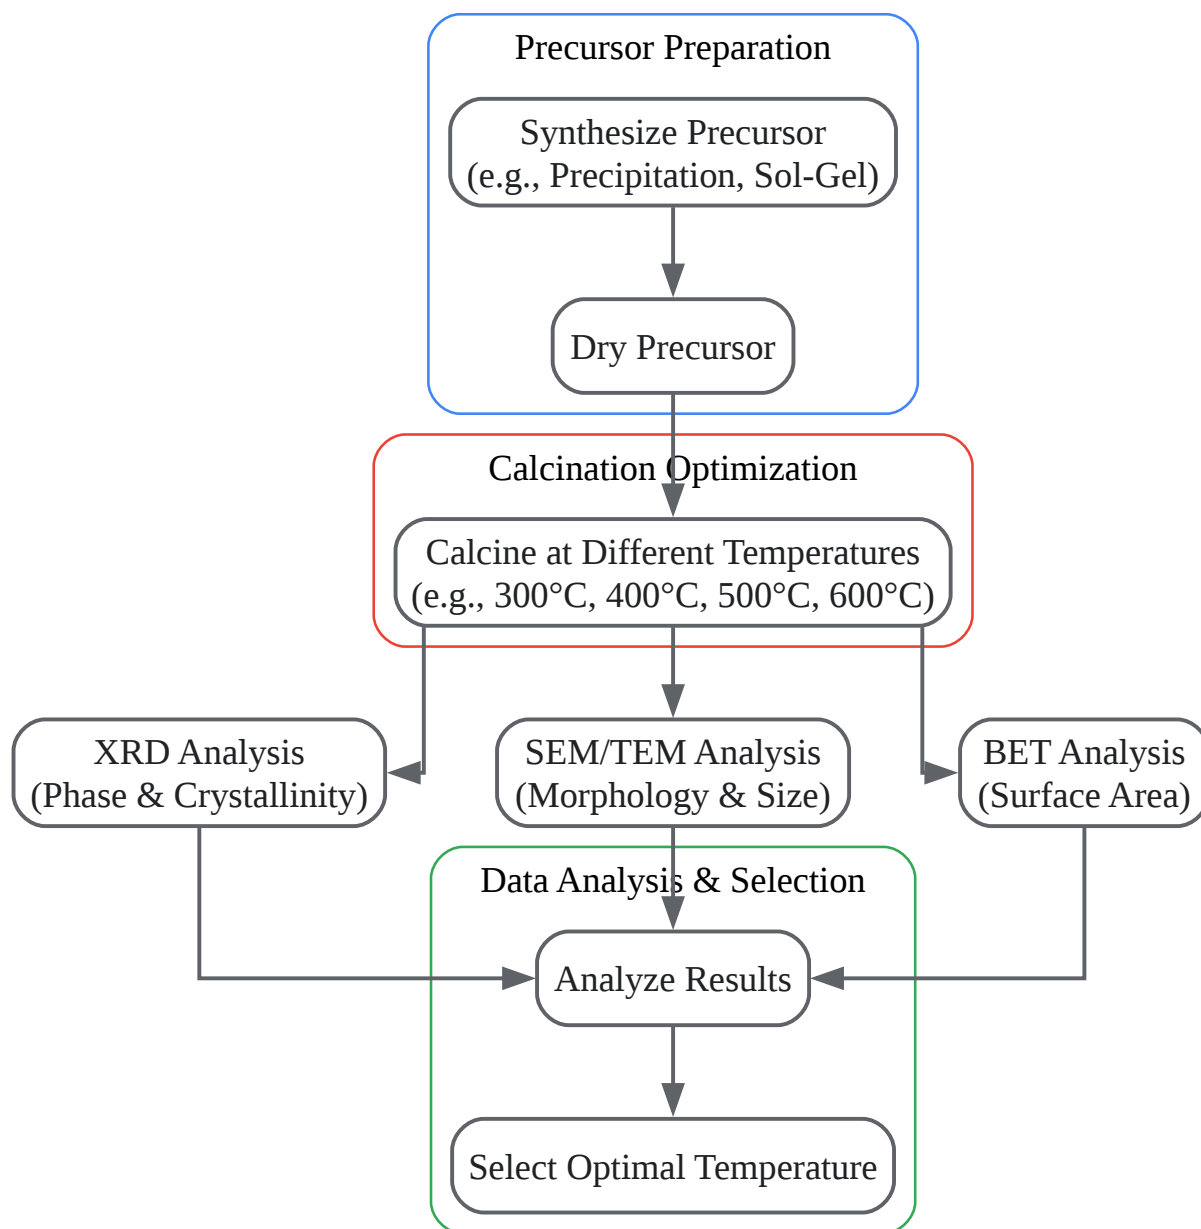 Precursor Preparation
Synthesize Precursor
(e.g., Precipitation, Sol-Gel)
Dry Precursor
Calcination Optimization
Calcine at Different Temperatures
(e.g., 300°C, 400°C, 500°C, 600°C)
XRD Analysis
(Phase & Crystallinity)
SEM/TEM Analysis
(Morphology & Size)
BET Analysis
(Surface Area)
Data Analysis & Selection
Analyze Results
Select Optimal Temperature